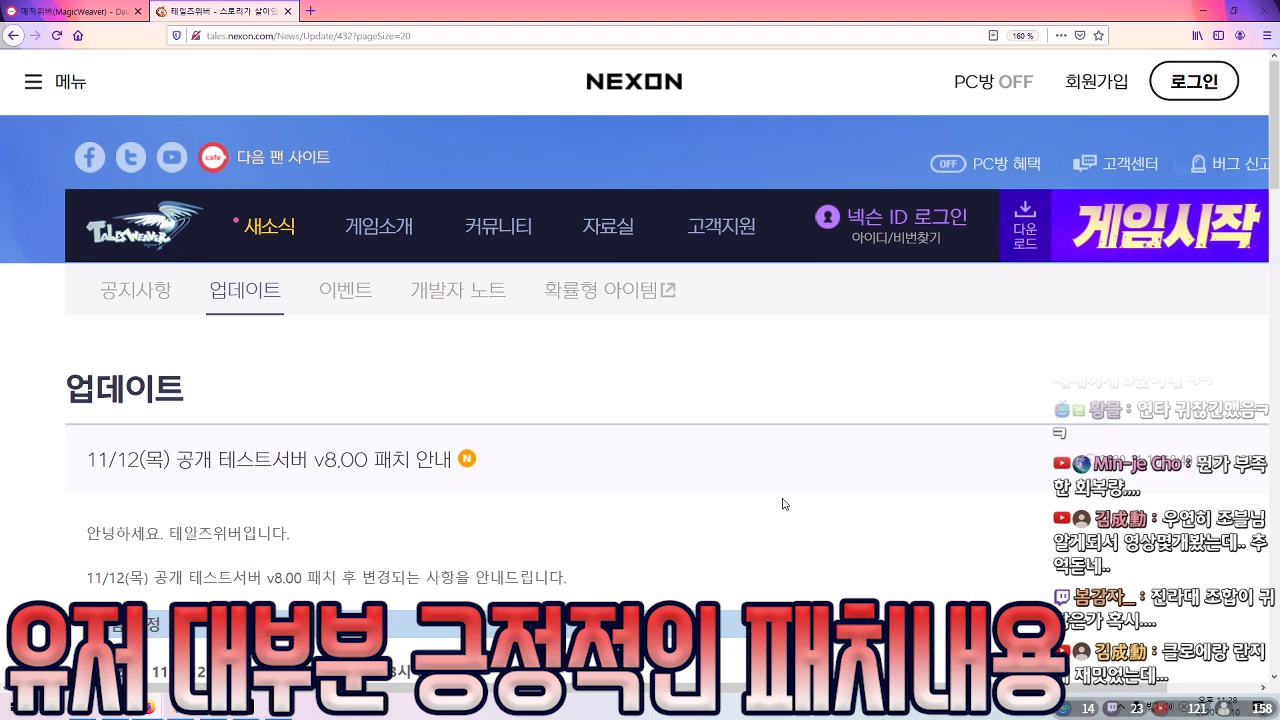 매직위버(MagicWeaver) - Dau
테일즈위버 - 스토리가 살아있
tales.nexon.com/News/Update/432?pageSize=20
160 %
메뉴
NEXON
PC방 OFF
회원가입
로그인
cafe
다음 팬 사이트
OFF PC방 혜택
고객센터
버그 신고
TALESWEAVER
새소식
게임소개
커뮤니티
자료실
고객지원
넥슨 ID 로그인
아이디/비번찾기
다운
로드
게임시작
공지사항
업데이트
이벤트
개발자 노트
확률형 아이템
업데이트
11/12(목) 공개 테스트서버 v8.00 패치 안내 N
안녕하세요. 테일즈위버입니다.
11/12(목) 공개 테스트서버 v8.00 패치 후 변경되는 사항을 안내드립니다.
황믈 : 연타 귀찮긴했음ㅋ
ㅋ
Min-je Cho : 뭔가 부족
한 회복량....
김성勳 : 우연히 조블님
알게되서 영상몇개봤는데.. 추
억돋네..
봄감자_ : 진라대 조합이 귀
찮은가 혹시....
: 클로에랑 란지
재밋었는데...
유저 대부분 긍정적인 패치내용
14
23
121
158